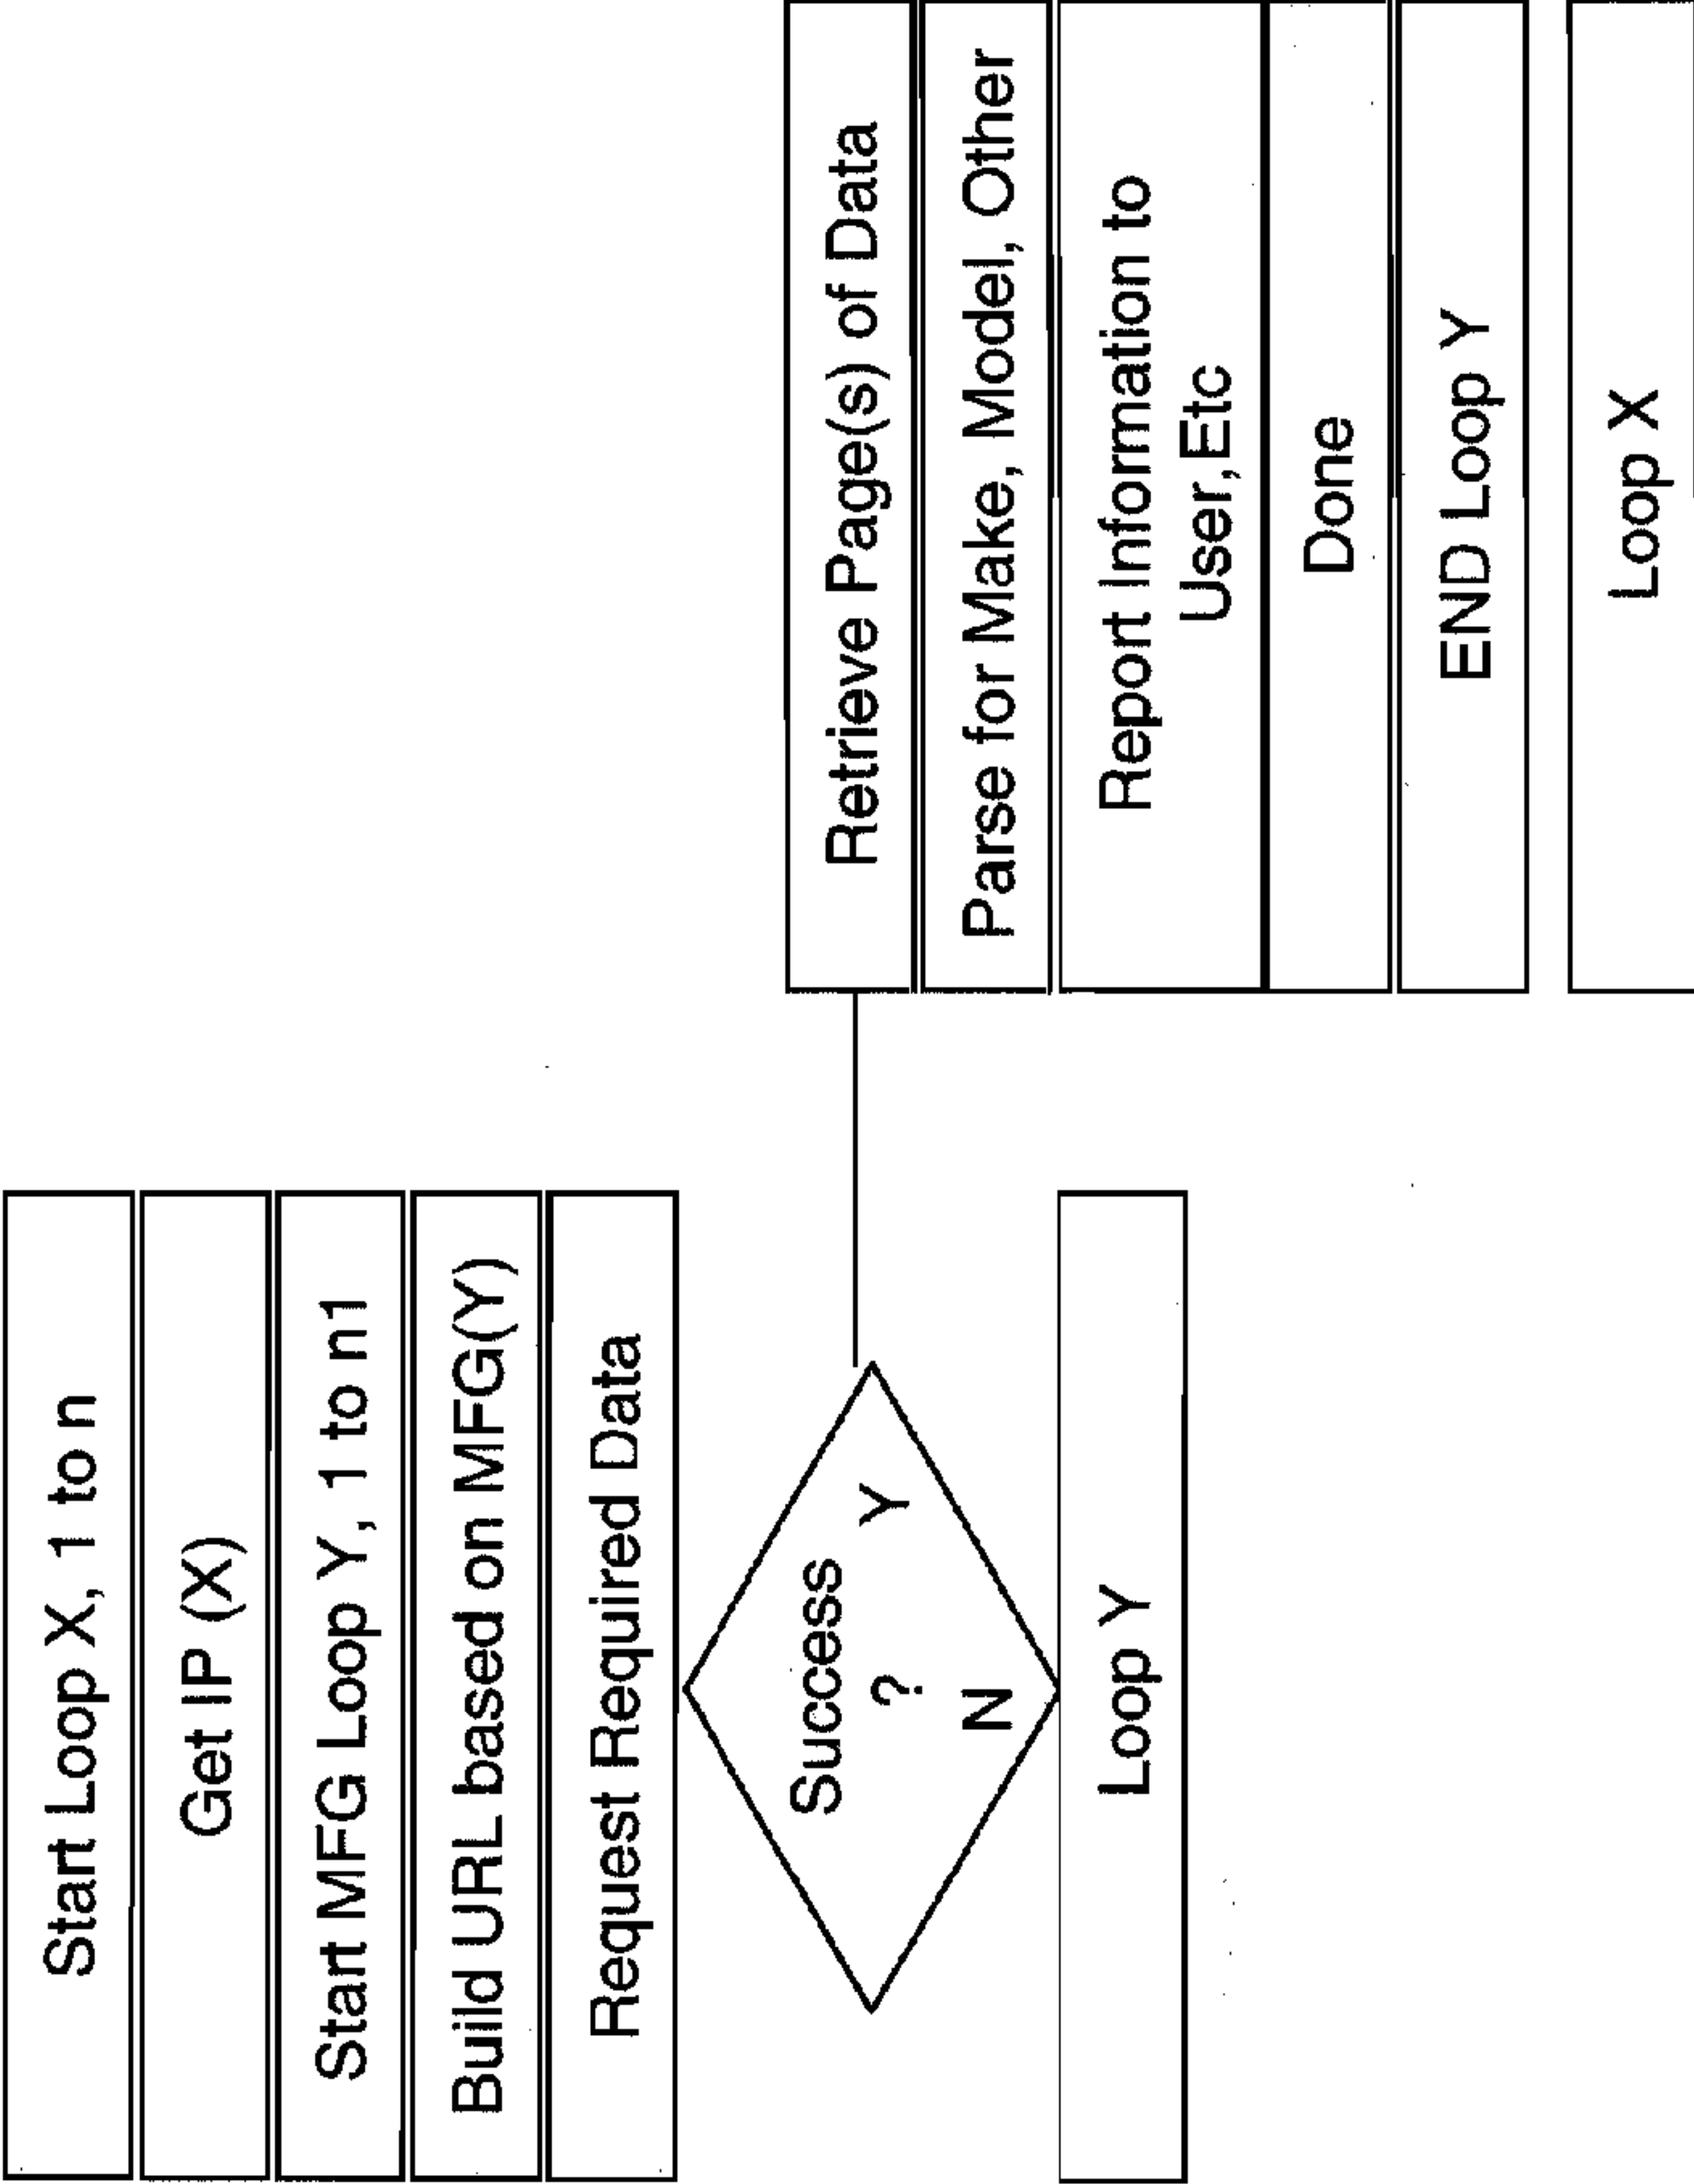 Start Loop X, 1 to n
Get IP (X)
Start MFG Loop Y, 1 to n1
Build URL based on MFG(Y)
Request Required Data
Success
?
Y
N
Loop Y
Retrieve Page(s) of Data
Parse for Make, Model, Other
Report Information to
User,Etc
Done
END Loop Y
Loop X